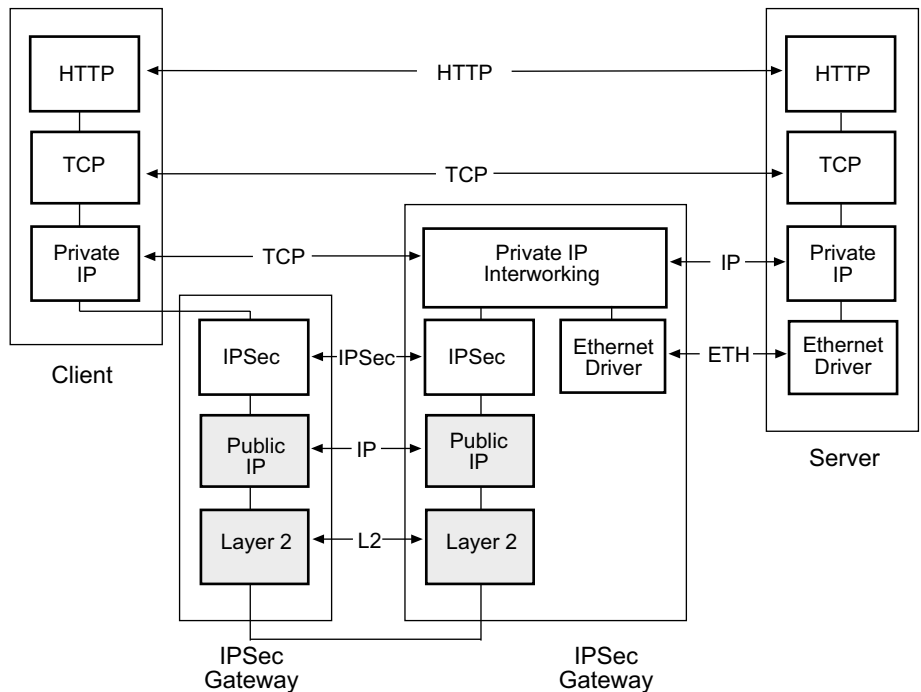 HTTP
HTTP
HTTP
TCP
TCP
TCP
Private
IP
TCP
Private IP
Interworking
IP
Private
IP
IPSec
IPSec
IPSec
Ethernet
Driver
ETH
Ethernet
Driver
Client
Public
IP
IP
Public
IP
Server
Layer 2
L2
Layer 2
IPSec
Gateway
IPSec
Gateway